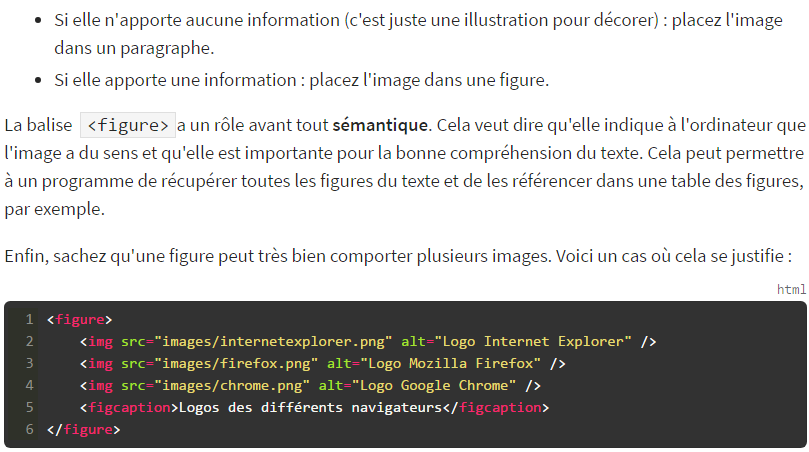 • Si elle n'apporte aucune information (c'est juste une illustration pour décorer) : placez l'image
dans un paragraphe.
• Si elle apporte une information : placez l'image dans une figure.
La balise <figure> a un rôle avant tout sémantique. Cela veut dire qu'elle indique à l'ordinateur que
l'image a du sens et qu'elle est importante pour la bonne compréhension du texte. Cela peut permettre
à un programme de récupérer toutes les figures du texte et de les référencer dans une table des figures,
par exemple.
Enfin, sachez qu'une figure peut très bien comporter plusieurs images. Voici un cas où cela se justifie :
html
1 <figure>
2     <img src="images/internetexplorer.png" alt="Logo Internet Explorer" />
3     <img src="images/firefox.png" alt="Logo Mozilla Firefox" />
4     <img src="images/chrome.png" alt="Logo Google Chrome" />
5     <figcaption>Logos des différents navigateurs</figcaption>
6 </figure>